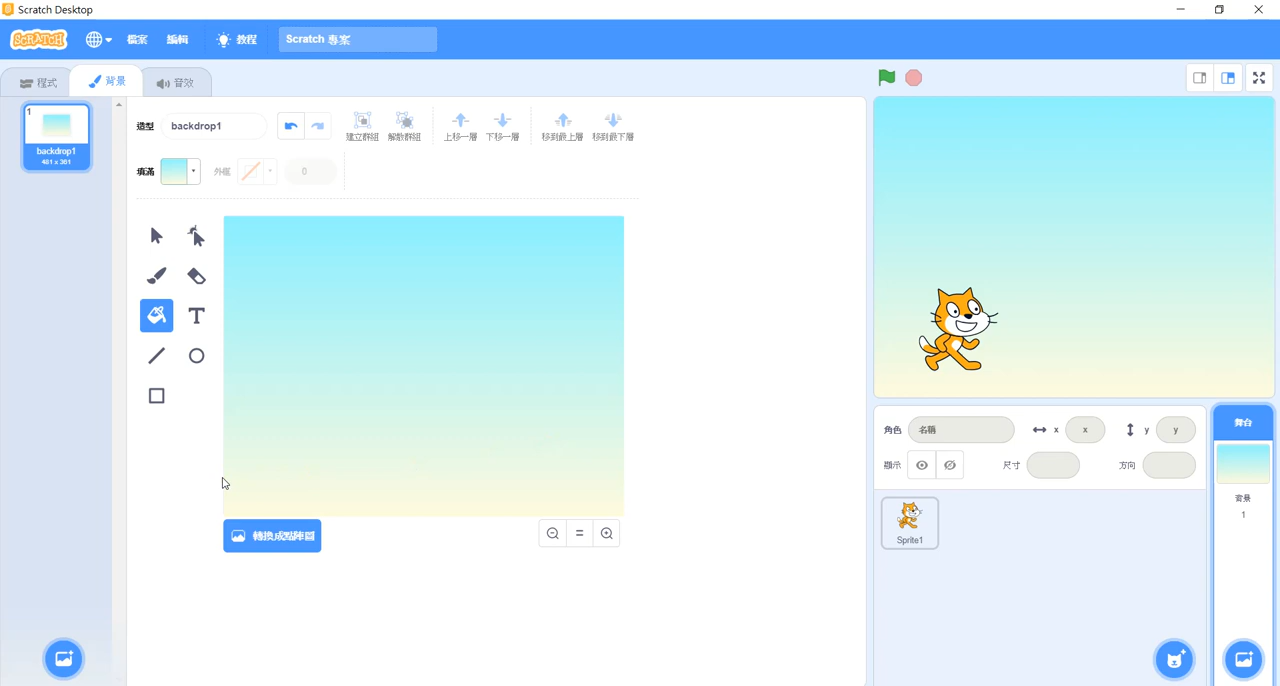 Scratch Desktop
SCRATCH 檔案 編輯 教程 Scratch 專案
程式 背景 音效
1
backdrop1
481 x 361
造型 backdrop1
建立群組 解散群組 上移一層 下移一層 移到最上層 移到最下層
填滿 外框 0
T
轉換成點陣圖
角色 名稱 x x y y
顯示 尺寸 方向
Sprite1
舞台
背景
1